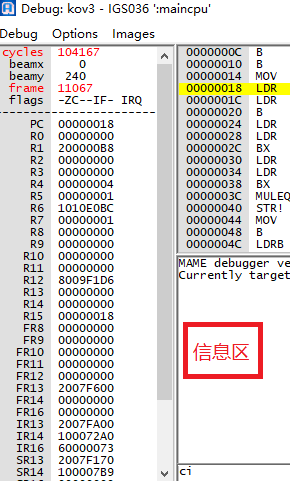 Debug: kov3 - IGS036 ':maincpu'
Debug Options Images
cycles 104167
beamx 0
beamy 240
frame 11067
flags -ZC--IF- IRQ
PC 00000018
R0 00000000
R1 200000B8
R2 00000000
R3 00000000
R4 00000004
R5 00000001
R6 1010E0BC
R7 00000001
R8 00000000
R9 00000000
R10 00000000
R11 00000000
R12 8009F1D6
R13 00000000
R14 00000000
R15 00000018
FR8 00000000
FR9 00000000
FR10 00000000
FR11 00000000
FR12 00000000
FR13 2007F600
FR14 00000000
FR16 00000000
IR13 2007FA00
IR14 100072A0
IR16 60000073
SR13 2007F170
SR14 100007B9
0000000C B
00000010 B
00000014 MOV
00000018 LDR
0000001C LDR
00000020 B
00000024 LDR
00000028 LDR
0000002C BX
00000030 LDR
00000034 LDR
00000038 BX
0000003C MULEQ
00000040 STR!
00000044 MOV
00000048 B
0000004C LDRB
MAME debugger ve
Currently target
信息区
ci